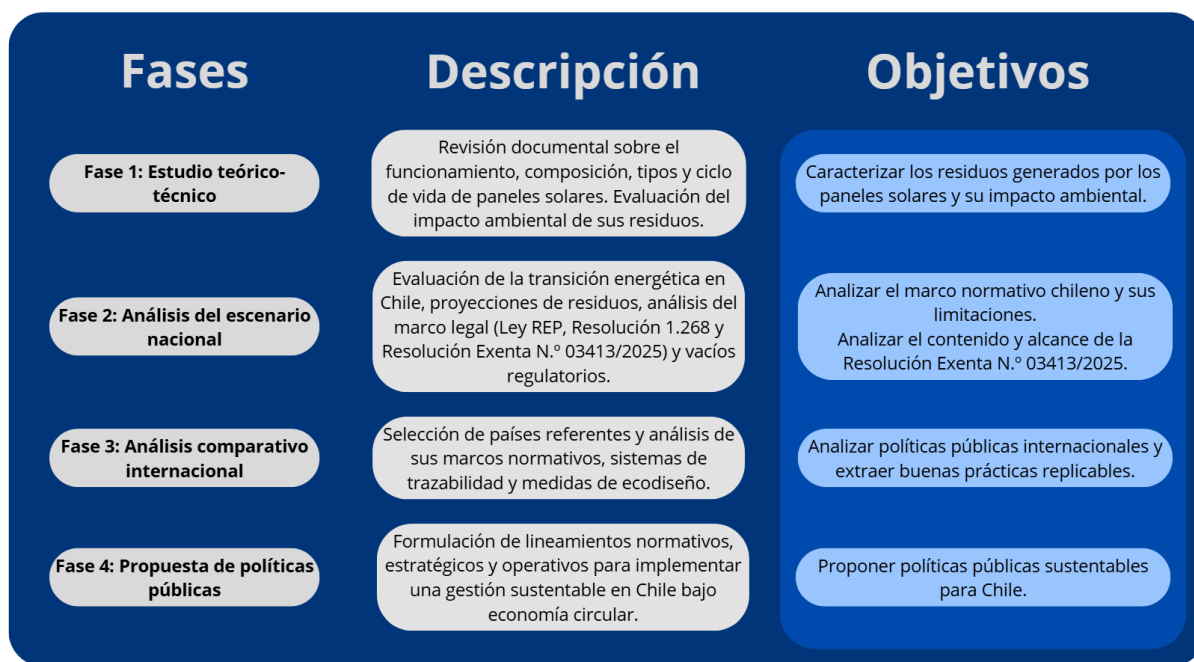 Fases
Descripción
Objetivos
Fase 1: Estudio teórico-
técnico
Revisión documental sobre el
funcionamiento, composición, tipos y ciclo
de vida de paneles solares. Evaluación del
impacto ambiental de sus residuos.
Caracterizar los residuos generados por los
paneles solares y su impacto ambiental.
Fase 2: Análisis del escenario
nacional
Evaluación de la transición energética en
Chile, proyecciones de residuos, análisis del
marco legal (Ley REP, Resolución 1.268 y
Resolución Exenta N.º 03413/2025) y vacíos
regulatorios.
Analizar el marco normativo chileno y sus
limitaciones.
Analizar el contenido y alcance de la
Resolución Exenta N.º 03413/2025.
Fase 3: Análisis comparativo
internacional
Selección de países referentes y análisis de
sus marcos normativos, sistemas de
trazabilidad y medidas de ecodiseño.
Analizar políticas públicas internacionales y
extraer buenas prácticas replicables.
Fase 4: Propuesta de políticas
públicas
Formulación de lineamientos normativos,
estratégicos y operativos para implementar
una gestión sustentable en Chile bajo
economía circular.
Proponer políticas públicas sustentables
para Chile.